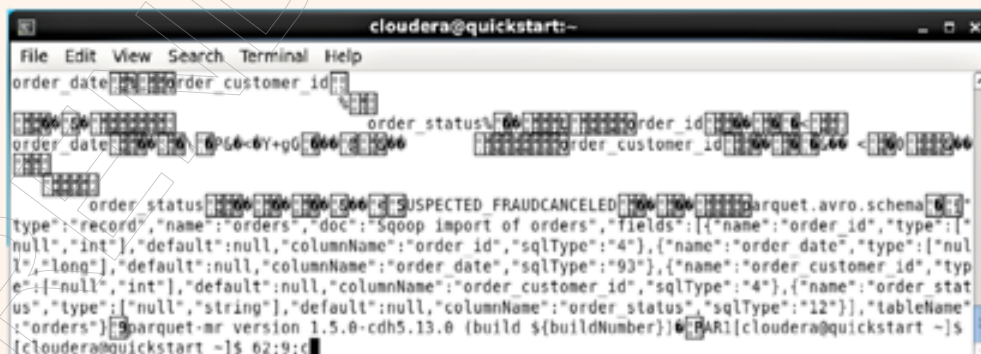 cloudera@quickstart:~
File Edit View Search Terminal Help
order_date order_customer_id
order_status% order_id
order_date order_customer_id
order_status SUSPECTED_FRAUDCANCELED parquet.avro.schema {"
type":"record","name":"orders","doc":"Sqoop import of orders","fields":[{"name":"order_id","type":["
null","int"],"default":null,"columnName":"order_id","sqlType":"4"},{"name":"order_date","type":["nul
l","long"],"default":null,"columnName":"order_date","sqlType":"93"},{"name":"order_customer_id","typ
e":["null","int"],"default":null,"columnName":"order_customer_id","sqlType":"4"},{"name":"order_stat
us","type":["null","string"],"default":null,"columnName":"order_status","sqlType":"12"}],"tableName"
:"orders"} parquet-mr version 1.5.0-cdh5.13.0 (build ${buildNumber}) PAR1[cloudera@quickstart ~]$
[cloudera@quickstart ~]$ 62;9;c